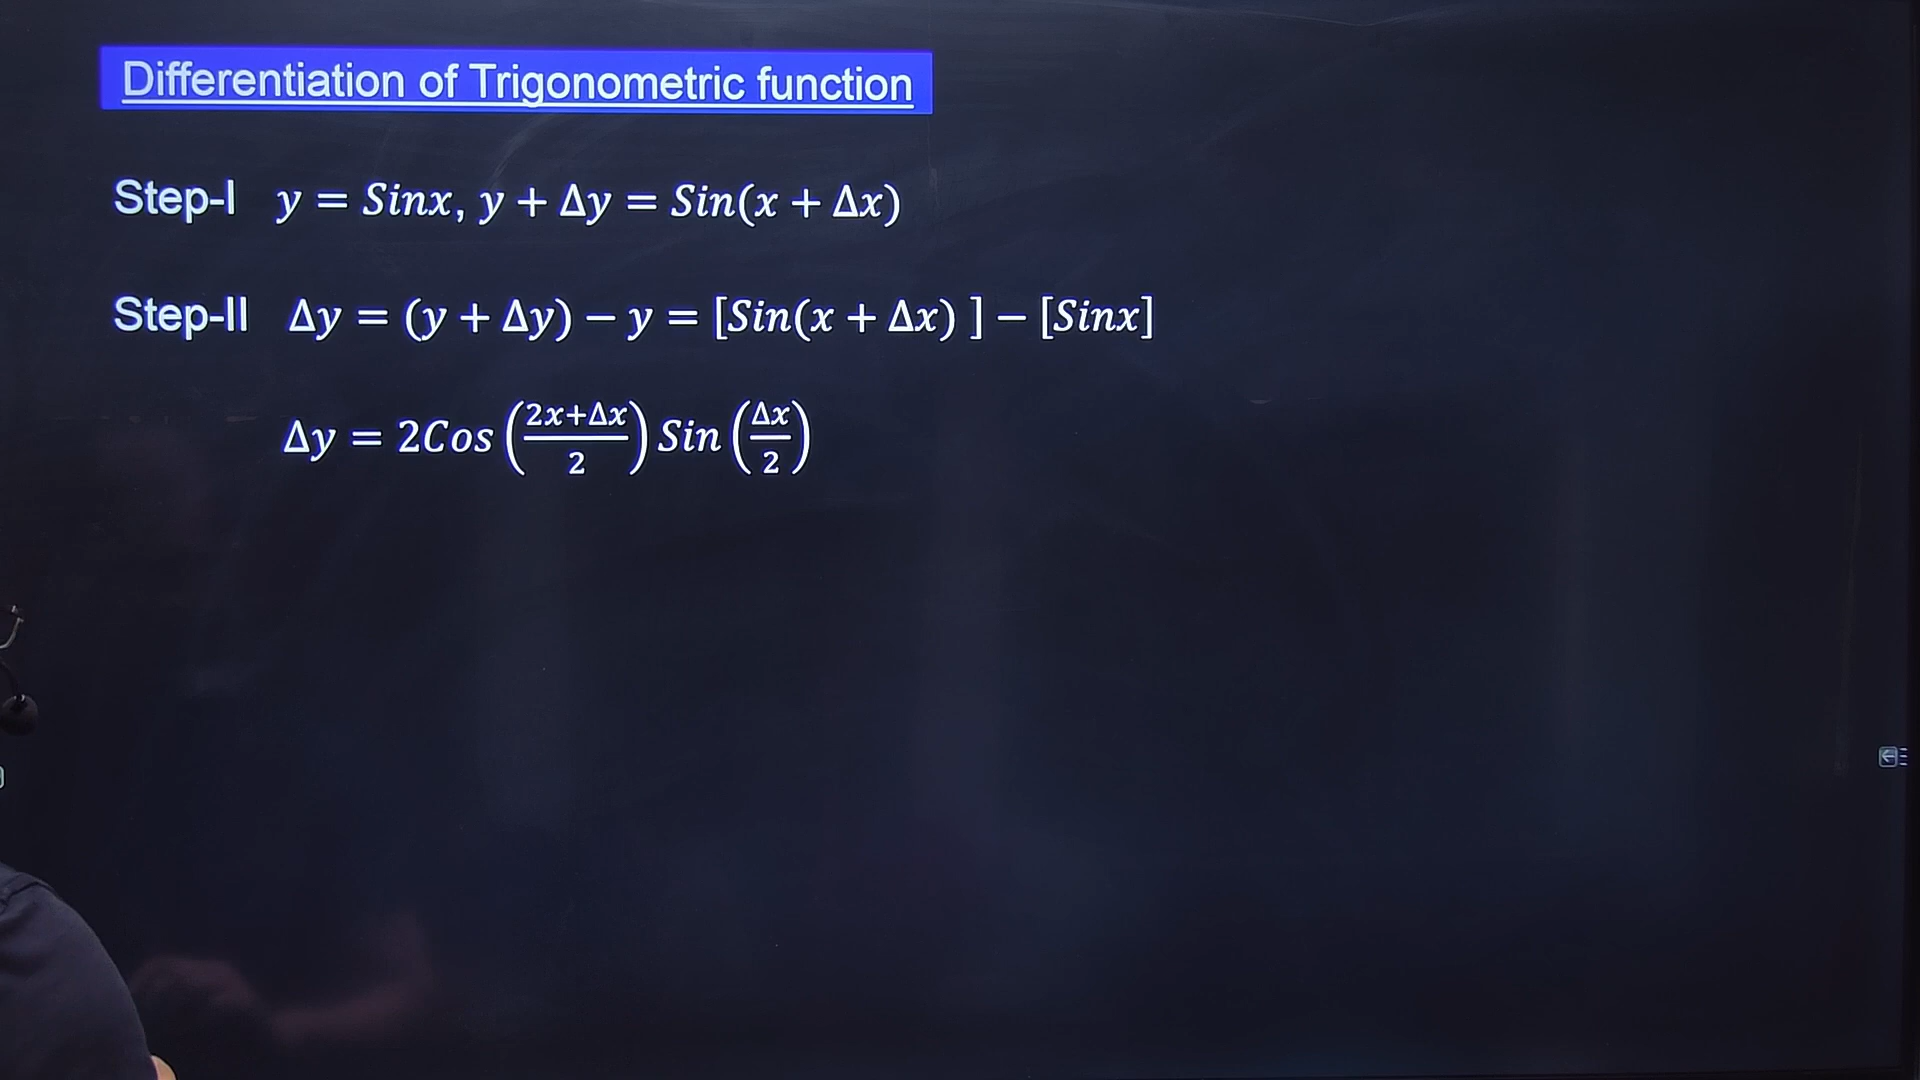 Differentiation of Trigonometric function
Step-I y = Sinx, y + Δy = Sin(x + Δx)
Step-II Δy = (y + Δy) − y = [Sin(x + Δx) ] − [Sinx]
Δy = 2Cos((2x+Δx)/2) Sin(Δx/2)